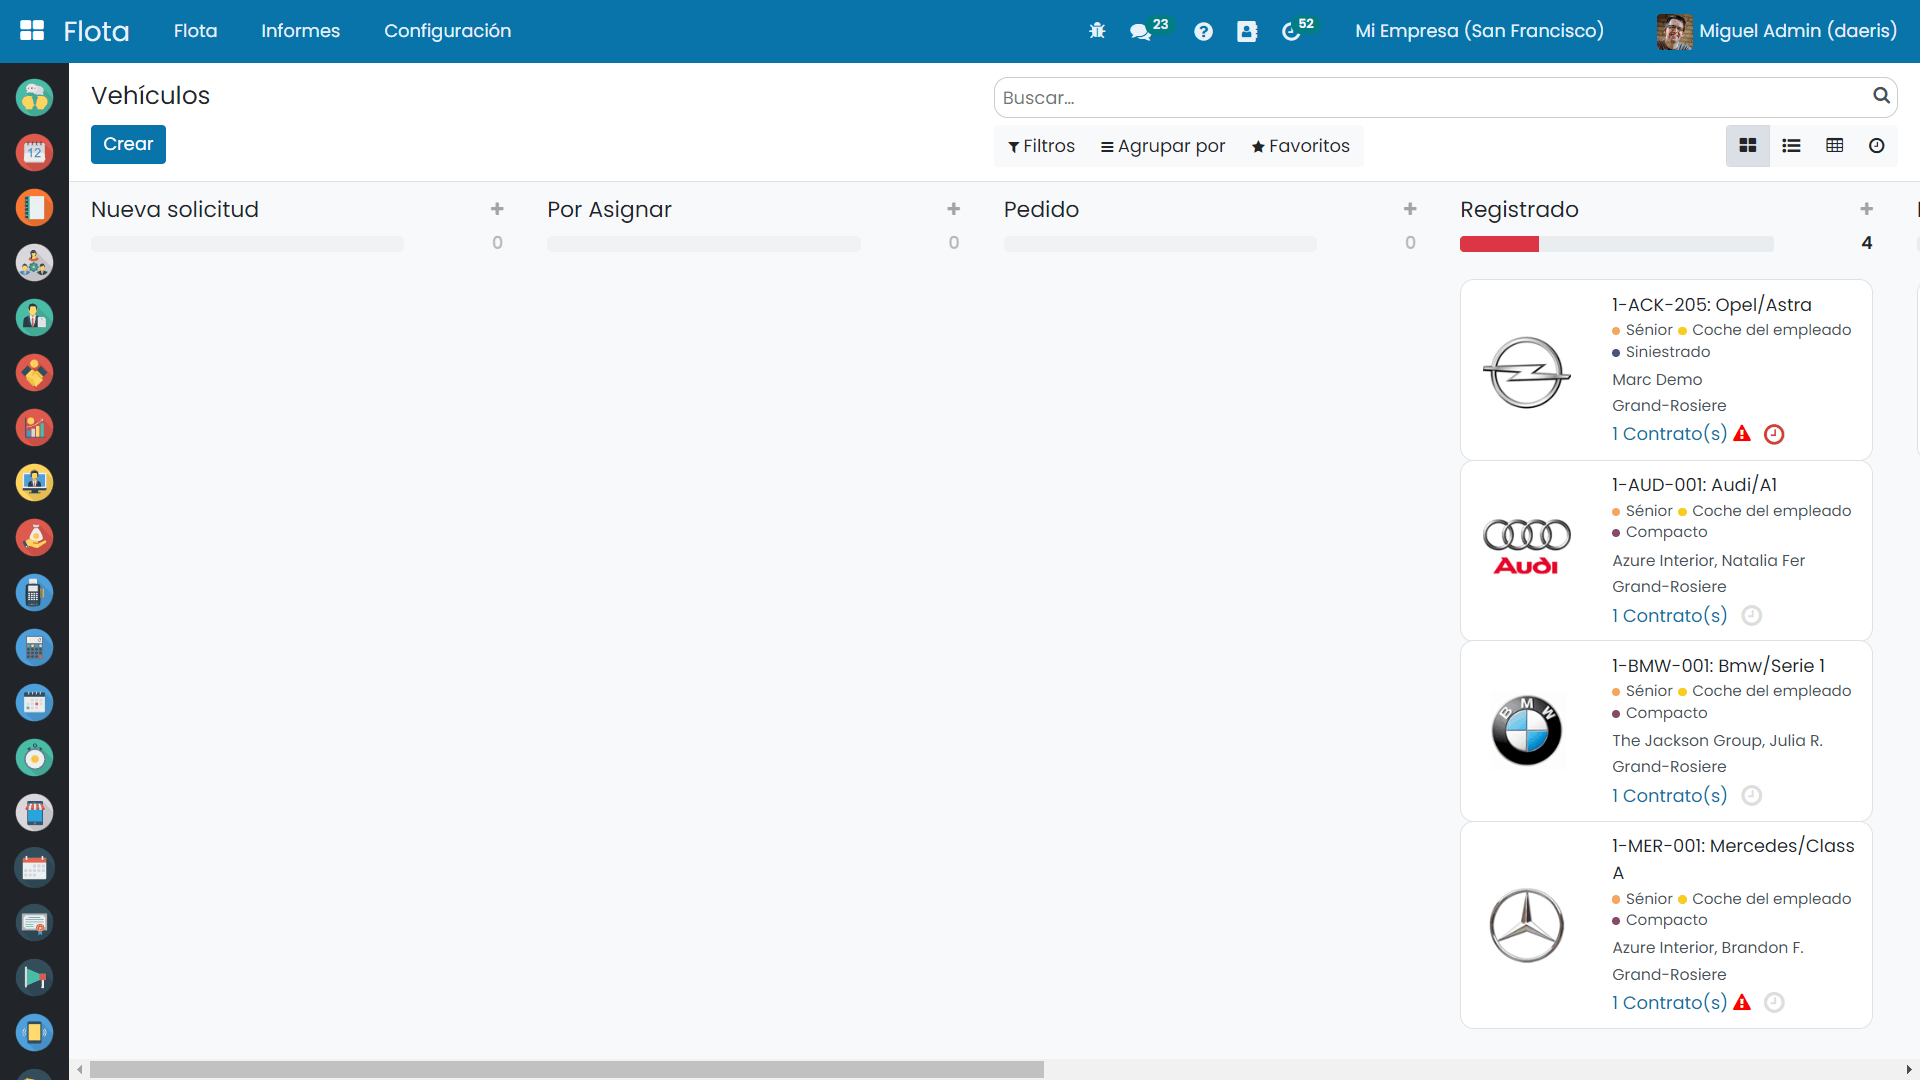 Flota
Flota
Informes
Configuración
23
52
Mi Empresa (San Francisco)
Miguel Admin (daeris)
Vehículos
Buscar...
Crear
Filtros
Agrupar por
Favoritos
Nueva solicitud
0
Por Asignar
0
Pedido
0
Registrado
4
1-ACK-205: Opel/Astra
Sénior Coche del empleado
Siniestrado
Marc Demo
Grand-Rosiere
1 Contrato(s)
1-AUD-001: Audi/A1
Sénior Coche del empleado
Compacto
Azure Interior, Natalia Fer
Grand-Rosiere
1 Contrato(s)
Audi
1-BMW-001: Bmw/Serie 1
Sénior Coche del empleado
Compacto
The Jackson Group, Julia R.
Grand-Rosiere
1 Contrato(s)
BMW
1-MER-001: Mercedes/Class
A
Sénior Coche del empleado
Compacto
Azure Interior, Brandon F.
Grand-Rosiere
1 Contrato(s)
12